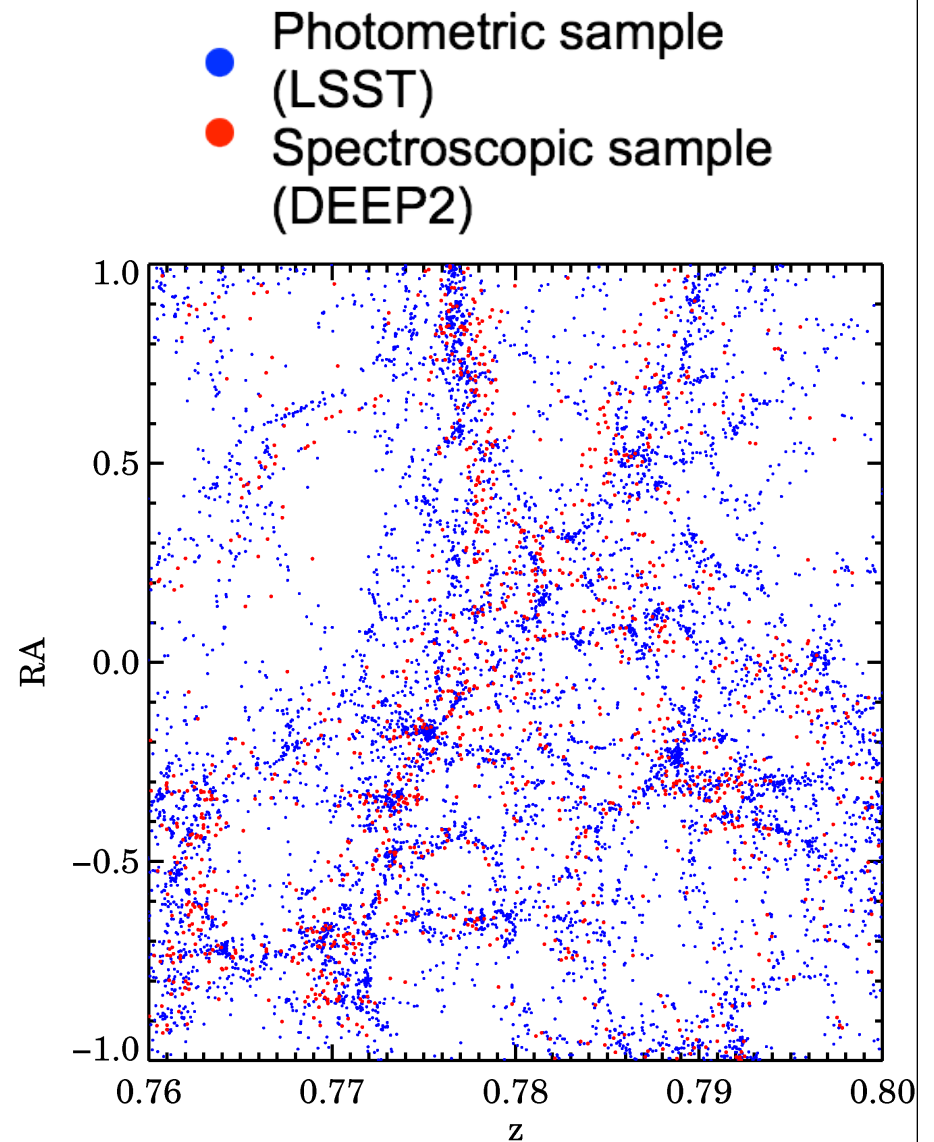 Photometric sample
(LSST)
Spectroscopic sample
(DEEP2)
1.0
0.5
0.0
−0.5
−1.0
RA
0.76 0.77 0.78 0.79 0.80
z